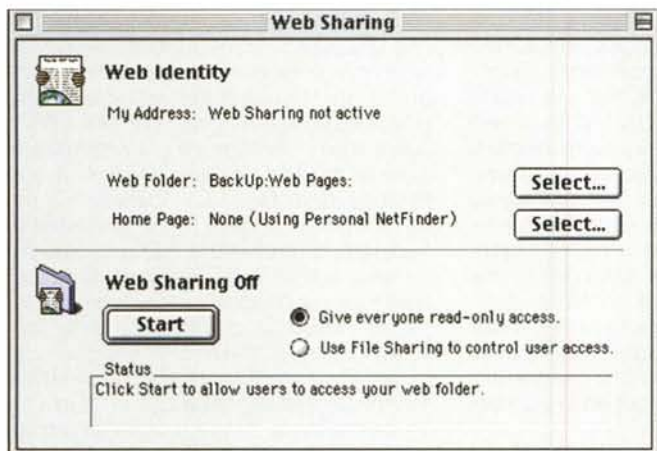 Web Sharing
Web Identity
My Address: Web Sharing not active
Web Folder: BackUp:Web Pages:
Select...
Home Page: None (Using Personal NetFinder)
Select...
Web Sharing Off
Start
Give everyone read-only access.
Use File Sharing to control user access.
Status
Click Start to allow users to access your web folder.